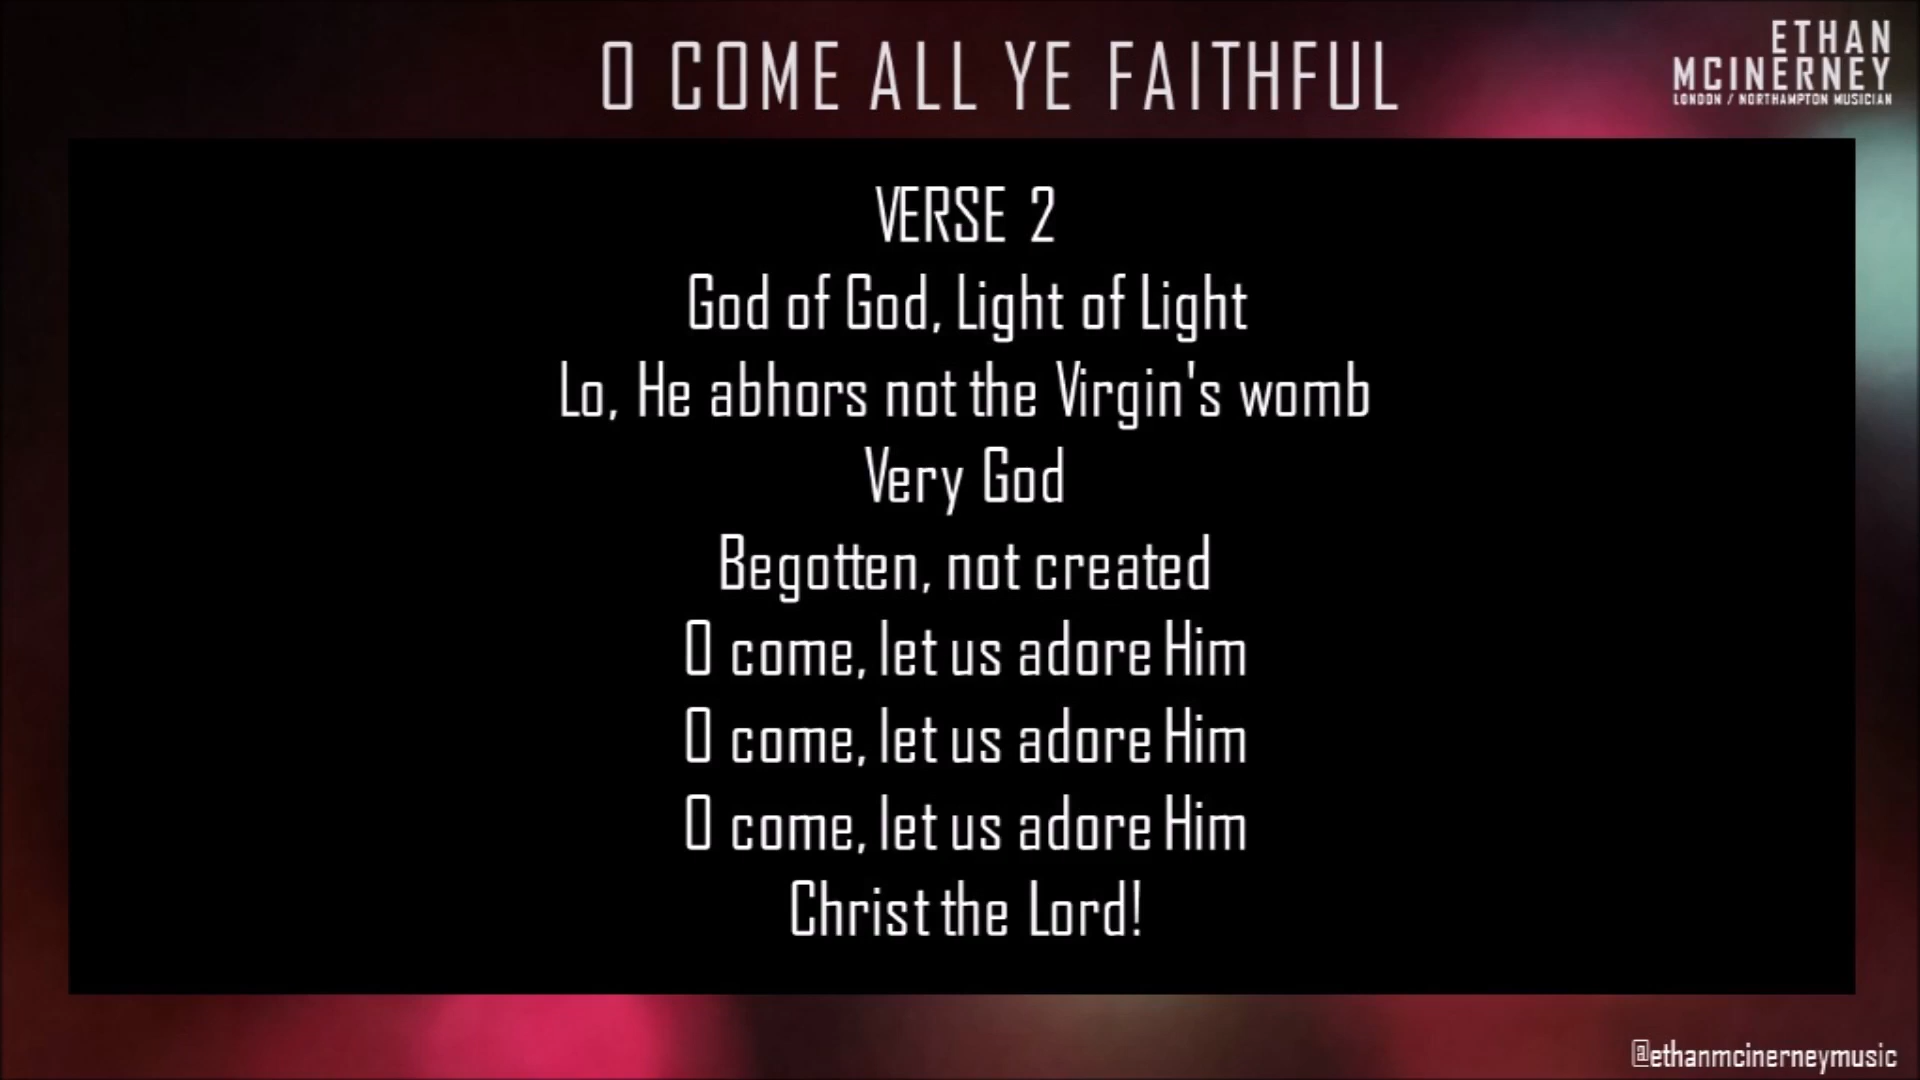 O COME ALL YE FAITHFUL
ETHAN
MCINERNEY
LONDON / NORTHAMPTON MUSICIAN
VERSE 2
God of God, Light of Light
Lo, He abhors not the Virgin's womb
Very God
Begotten, not created
O come, let us adore Him
O come, let us adore Him
O come, let us adore Him
Christ the Lord!
@ethanmcinerneymusic